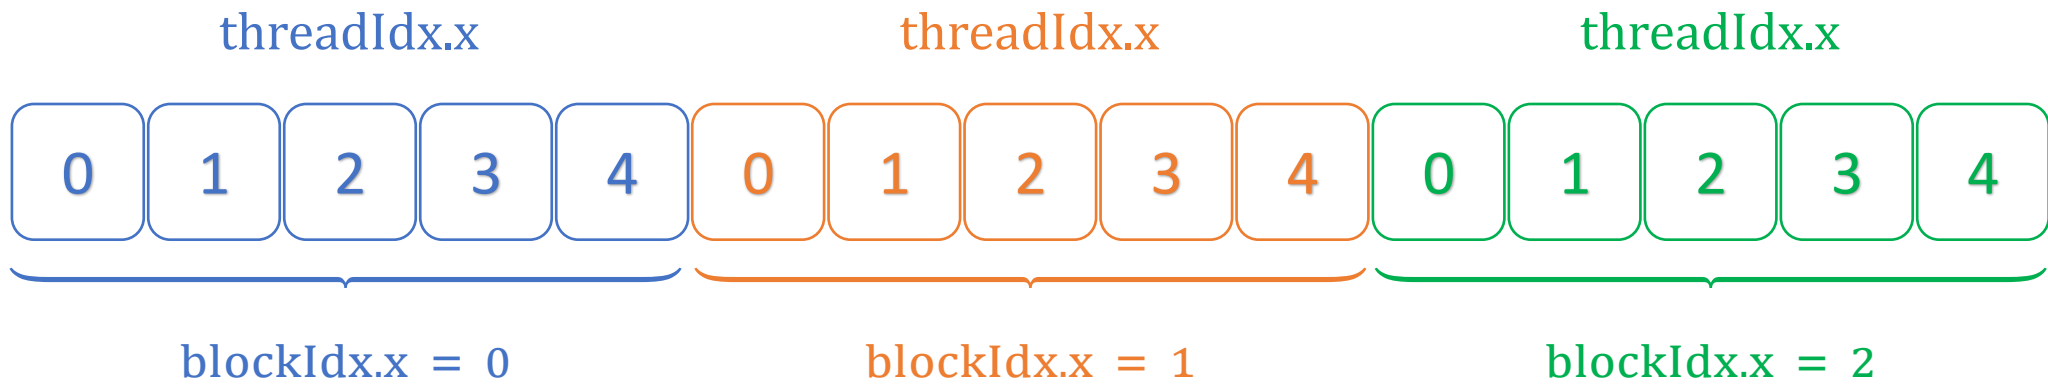 threadIdx.x threadIdx.x threadIdx.x
0 1 2 3 4 0 1 2 3 4 0 1 2 3 4
blockIdx.x = 0 blockIdx.x = 1 blockIdx.x = 2